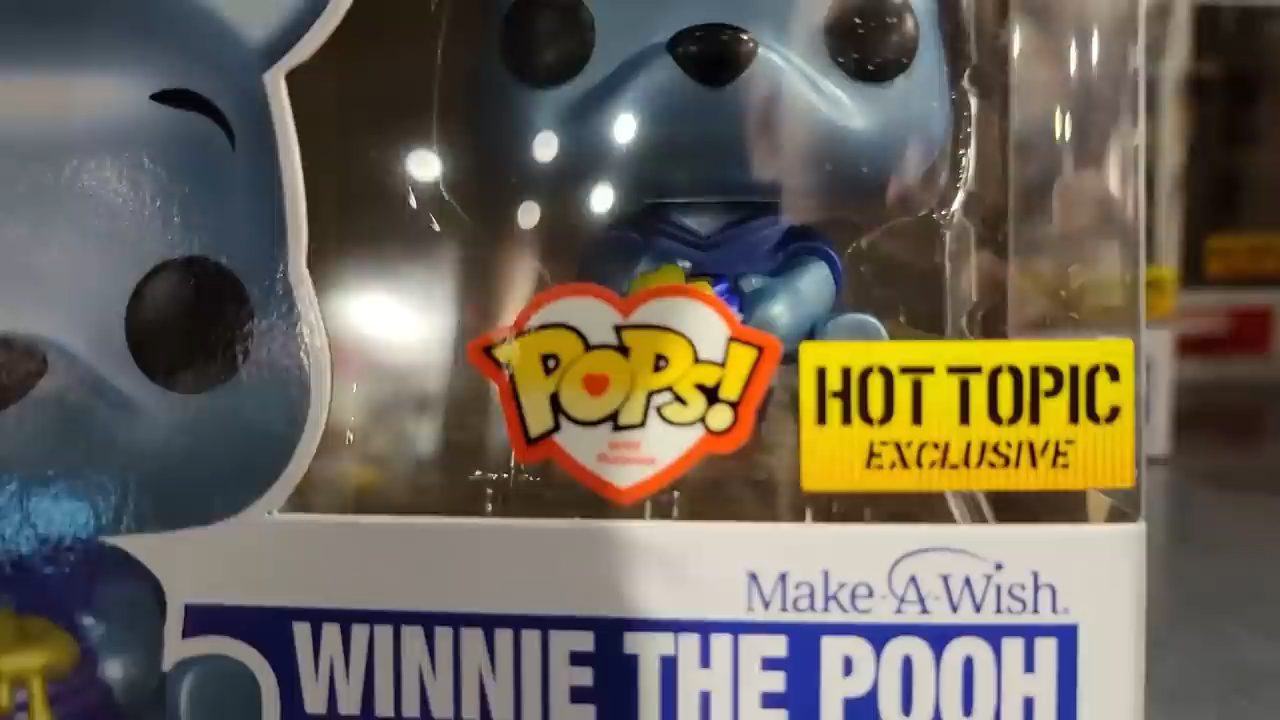 POPS!
HOT TOPIC
EXCLUSIVE
Make-A-Wish.
WINNIE THE POOH